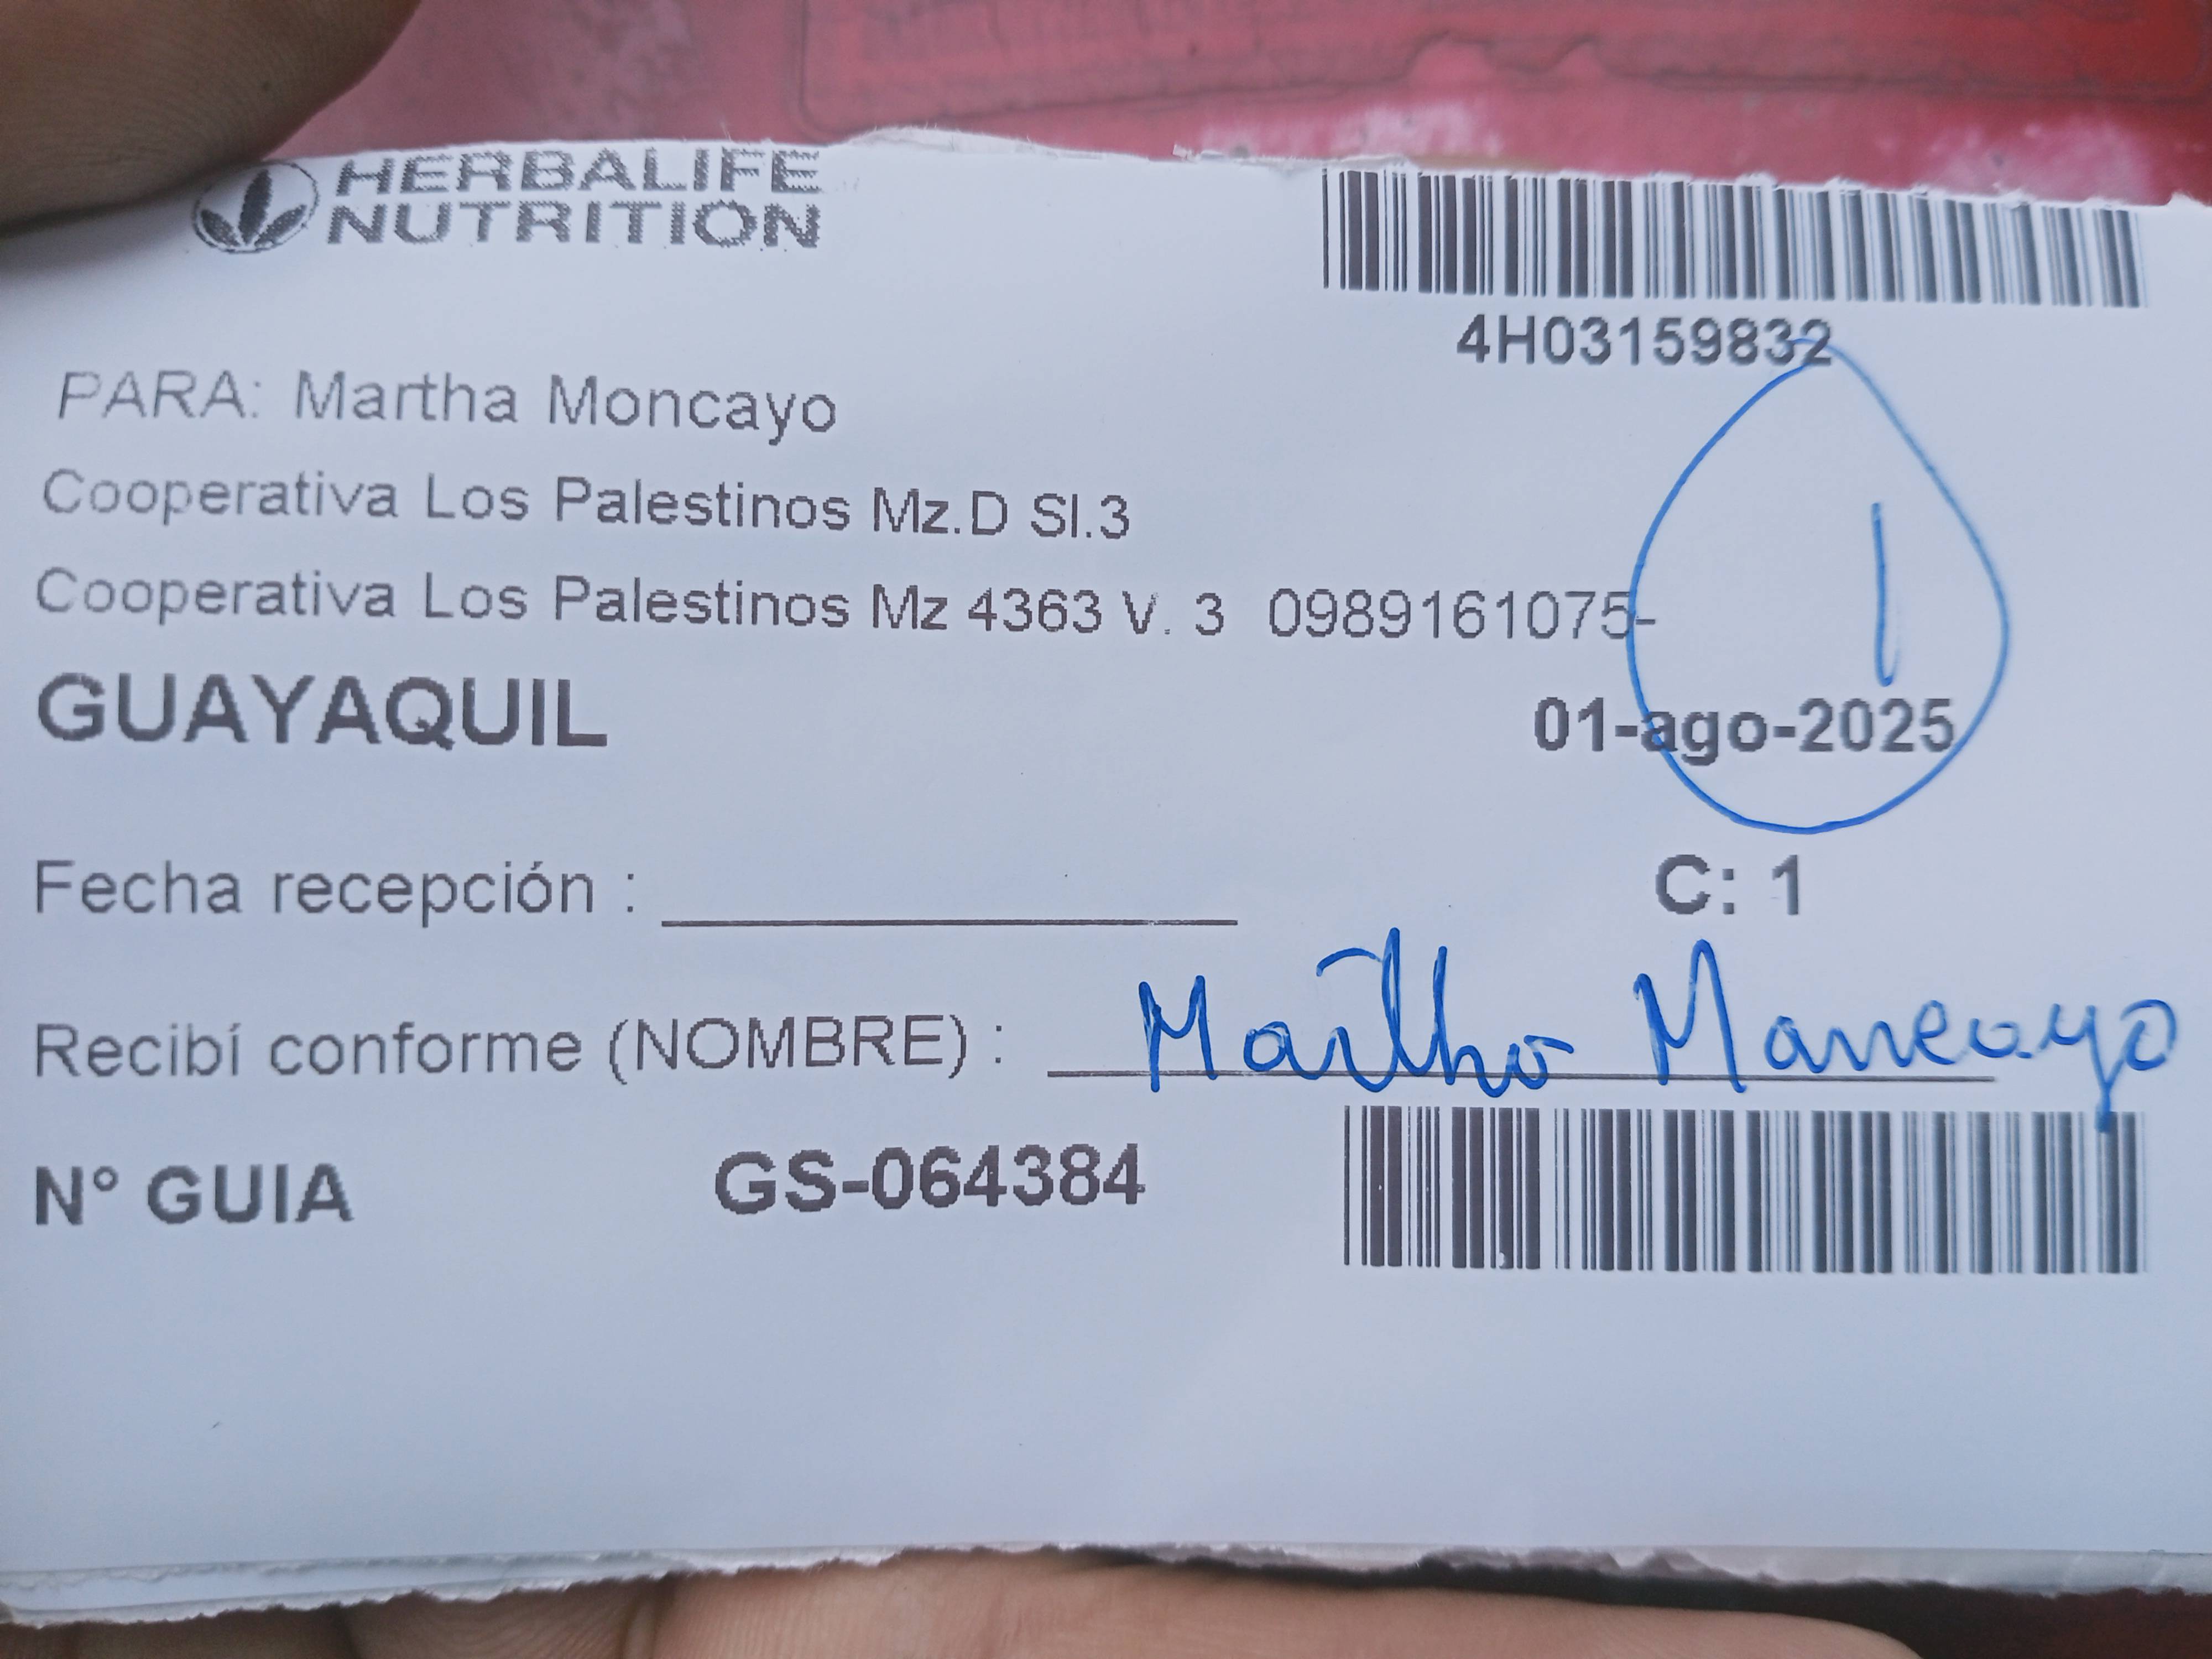 HERBALIFE
NUTRITION
4H03159832
PARA: Martha Moncayo
Cooperativa Los Palestinos Mz.D Sl.3
Cooperativa Los Palestinos Mz 4363 V. 3 0989161075-
1
GUAYAQUIL
01-ago-2025
Fecha recepción :
C: 1
Recibí conforme (NOMBRE) : Martha Moncayo
N° GUIA GS-064384